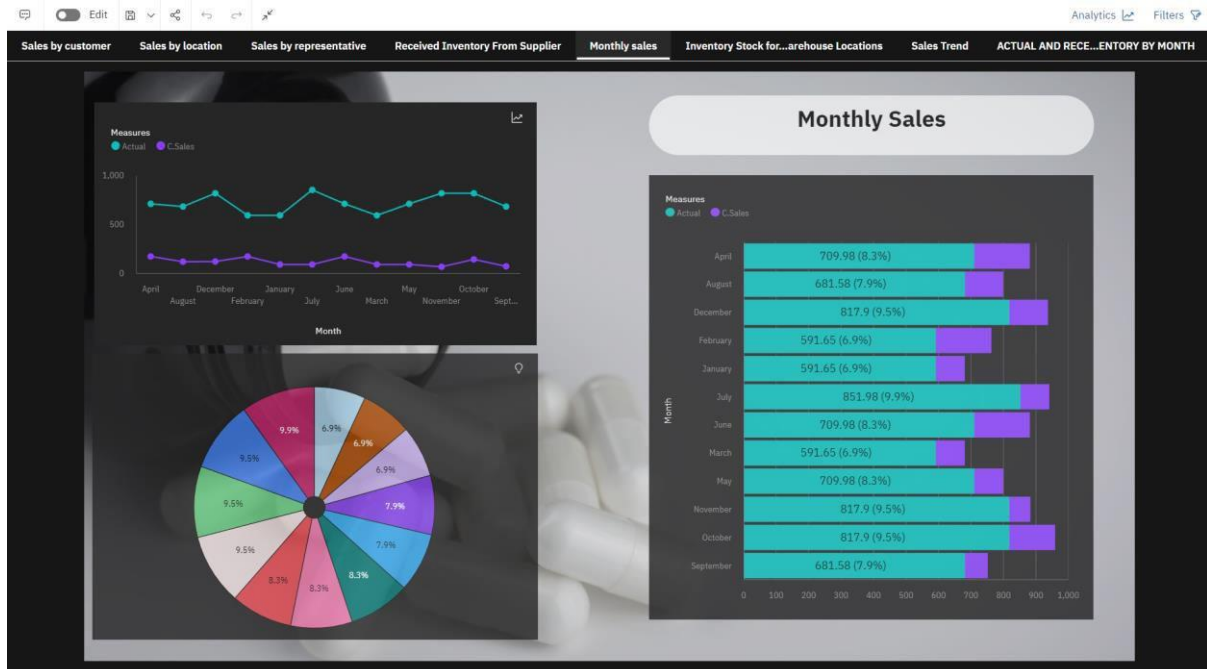 Edit
Analytics
Filters
Sales by customer
Sales by location
Sales by representative
Received Inventory From Supplier
Monthly sales
Inventory Stock for...arehouse Locations
Sales Trend
ACTUAL AND RECE...ENTORY BY MONTH
Measures
Actual C.Sales
1,000
500
0
April December January June May October
August February July March November Sept...
Month
9.9% 6.9%
6.9%
9.5%
6.9%
9.5%
7.9%
9.5%
7.9%
8.3%
8.3%
8.3%
Monthly Sales
Measures
Actual C.Sales
Month
April 709.98 (8.3%)
August 681.58 (7.9%)
December 817.9 (9.5%)
February 591.65 (6.9%)
January 591.65 (6.9%)
July 851.98 (9.9%)
June 709.98 (8.3%)
March 591.65 (6.9%)
May 709.98 (8.3%)
November 817.9 (9.5%)
October 817.9 (9.5%)
September 681.58 (7.9%)
0 100 200 300 400 500 600 700 800 900 1,000